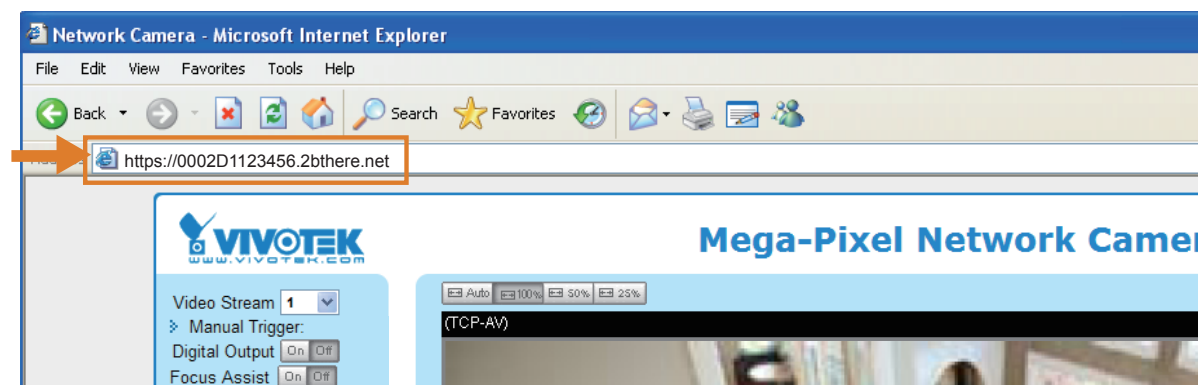 Network Camera - Microsoft Internet Explorer
File Edit View Favorites Tools Help
Back Search Favorites
https://0002D1123456.2bthere.net
VIVOTEK
www.vivotek.com
Mega-Pixel Network Camer
Video Stream 1
Manual Trigger:
Digital Output On Off
Focus Assist On Off
Auto 100% 50% 25%
(TCP-AV)